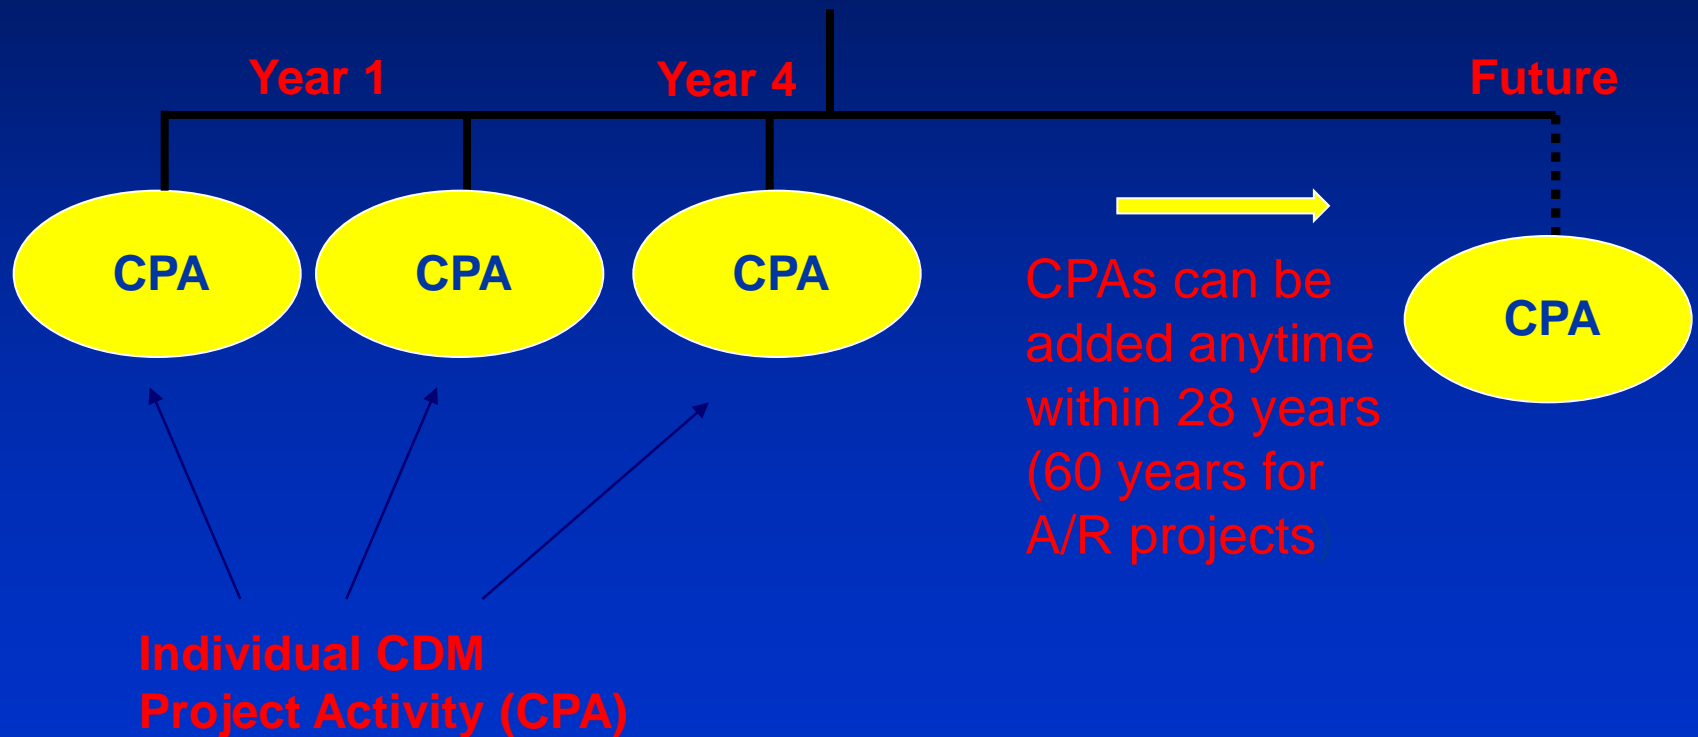 Year 1
Year 4
Future
CPA
CPA
CPA
CPA
CPAs can be
added anytime
within 28 years
(60 years for
A/R projects)
Individual CDM
Project Activity (CPA)